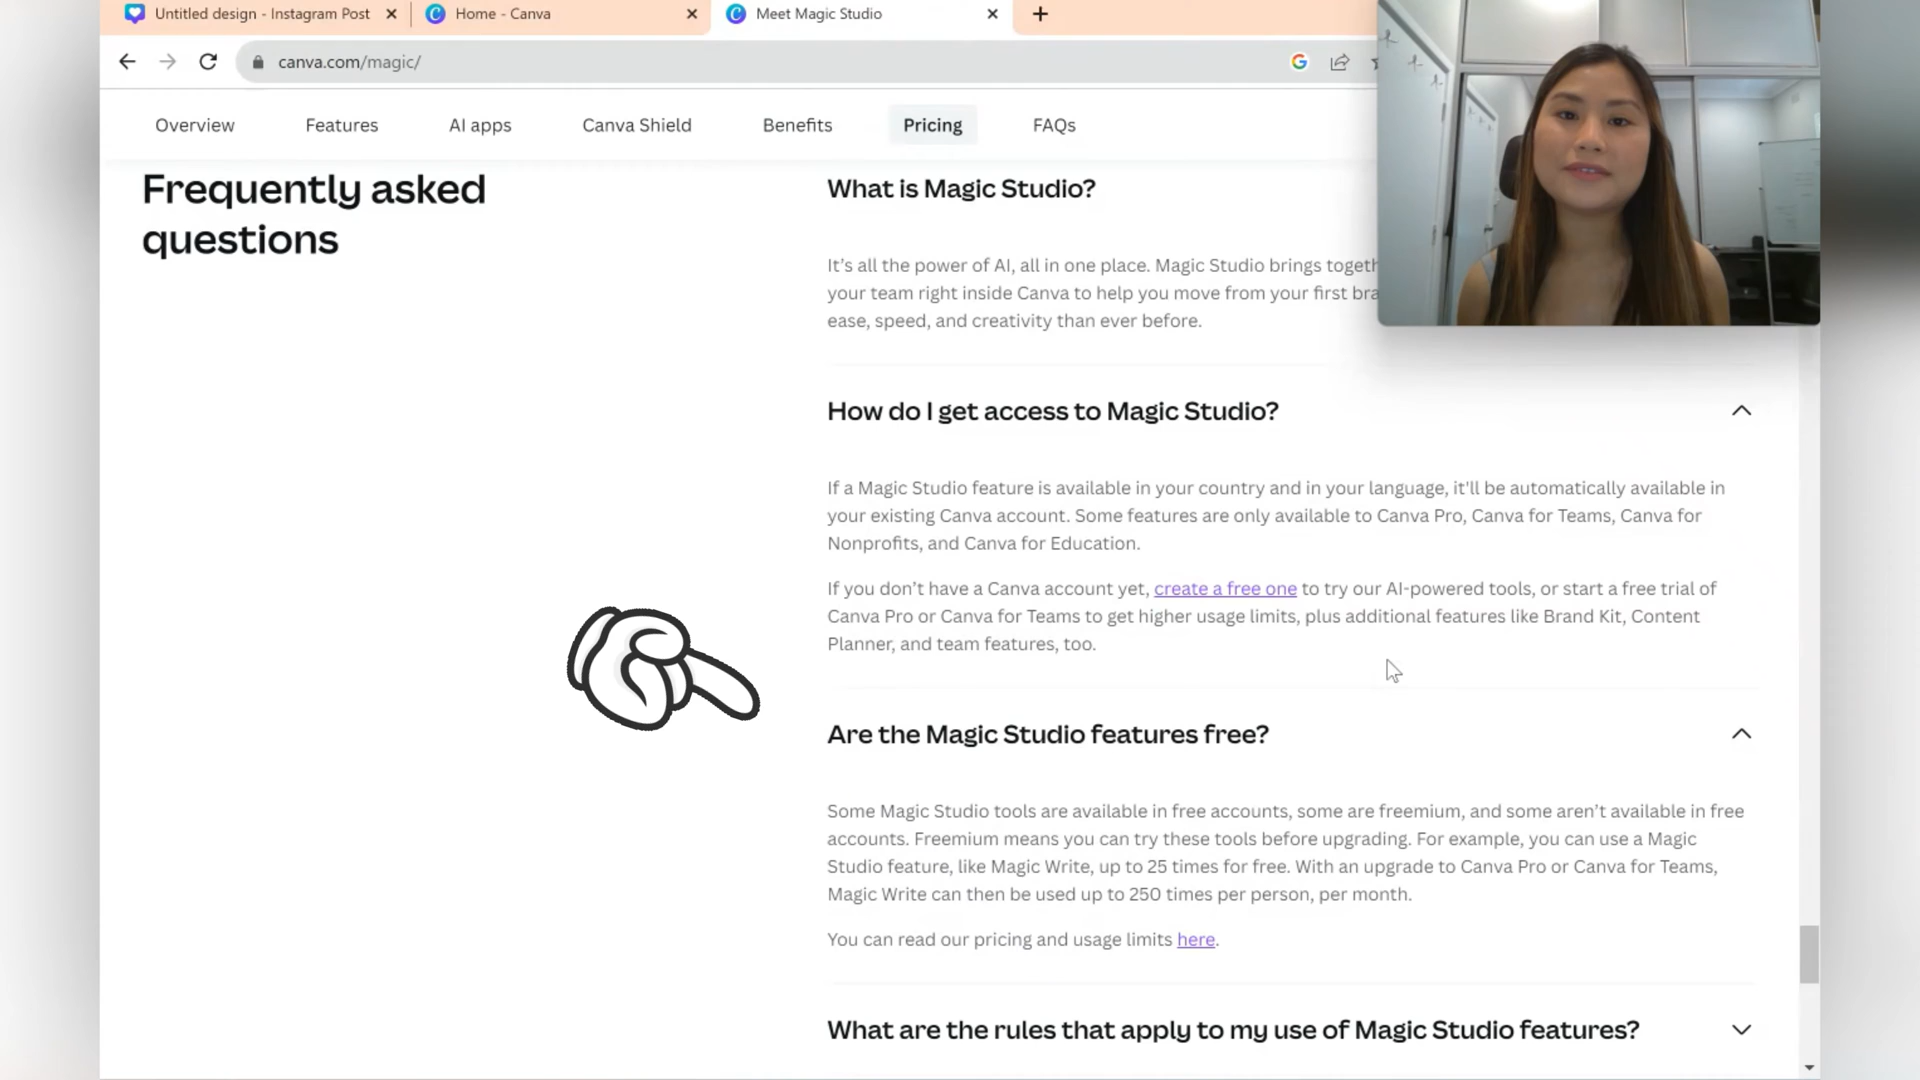 Untitled design - Instagram Post
Home - Canva
Meet Magic Studio
canva.com/magic/
Overview
Features
AI apps
Canva Shield
Benefits
Pricing
FAQs
Frequently asked
questions
What is Magic Studio?
It's all the power of AI, all in one place. Magic Studio brings
your team right inside Canva to help you move from your first
ease, speed, and creativity than ever before.
How do I get access to Magic Studio?
If a Magic Studio feature is available in your country and in your language, it'll be automatically available in
your existing Canva account. Some features are only available to Canva Pro, Canva for Teams, Canva for
Nonprofits, and Canva for Education.
If you don't have a Canva account yet, create a free one to try our AI-powered tools, or start a free trial of
Canva Pro or Canva for Teams to get higher usage limits, plus additional features like Brand Kit, Content
Planner, and team features, too.
Are the Magic Studio features free?
Some Magic Studio tools are available in free accounts, some are freemium, and some aren't available in free
accounts. Freemium means you can try these tools before upgrading. For example, you can use a Magic
Studio feature, like Magic Write, up to 25 times for free. With an upgrade to Canva Pro or Canva for Teams,
Magic Write can then be used up to 250 times per person, per month.
You can read our pricing and usage limits here.
What are the rules that apply to my use of Magic Studio features?